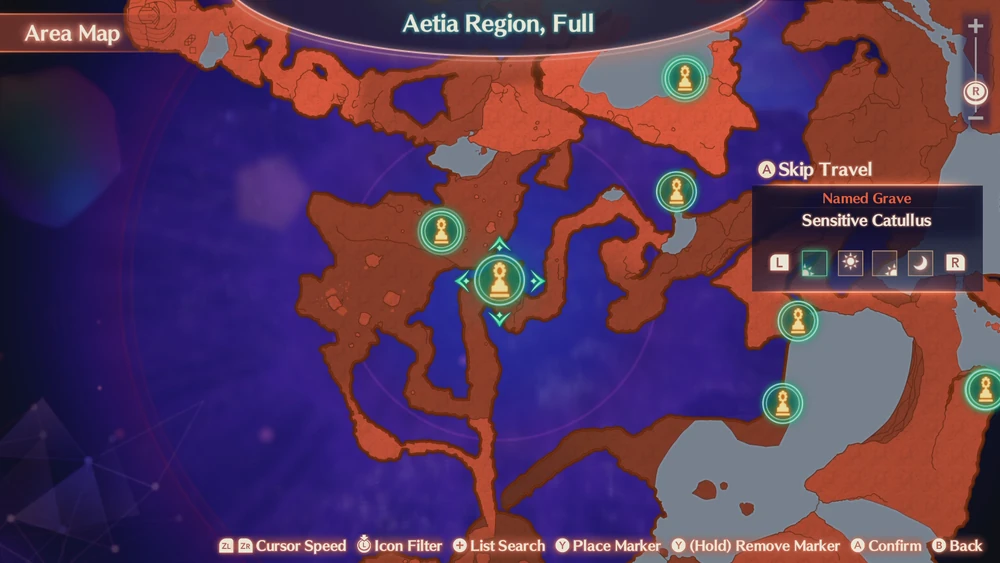 Area Map
Aetia Region, Full
+
R
−
A Skip Travel
Named Grave
Sensitive Catullus
L R
ZL ZR Cursor Speed L Icon Filter + List Search Y Place Marker Y (Hold) Remove Marker A Confirm B Back